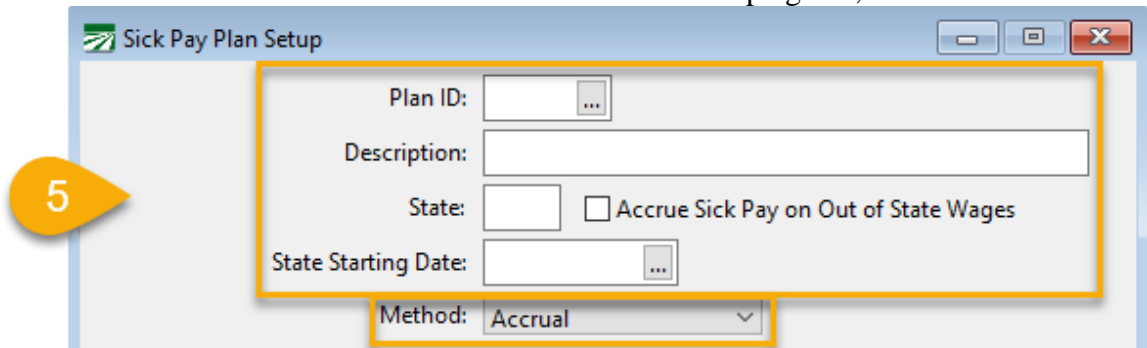 Sick Pay Plan Setup
Plan ID: ...
Description:
5
State: Accrue Sick Pay on Out of State Wages
State Starting Date: ...
Method: Accrual